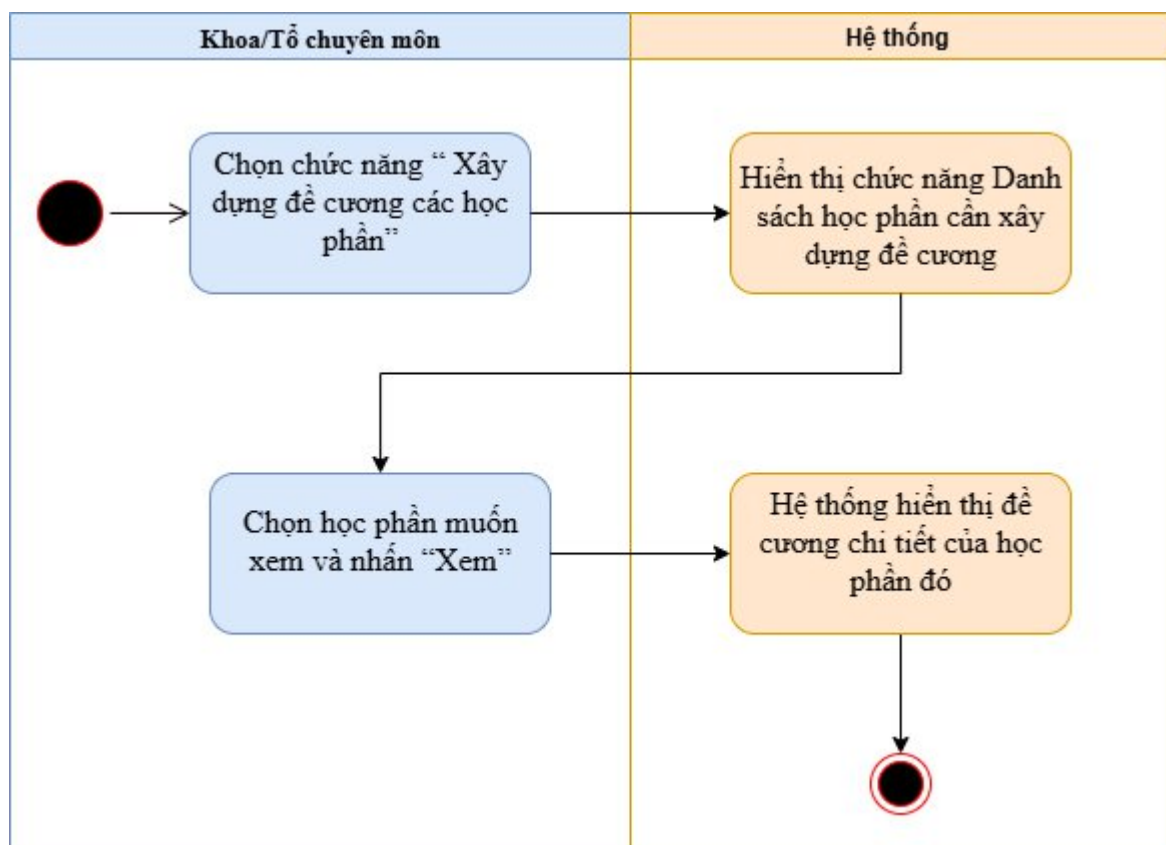 Khoa/Tổ chuyên môn
Hệ thống
Chọn chức năng “ Xây
dựng đề cương các học
phần”
Hiển thị chức năng Danh
sách học phần cần xây
dựng đề cương
Chọn học phần muốn
xem và nhấn “Xem”
Hệ thống hiển thị đề
cương chi tiết của học
phần đó